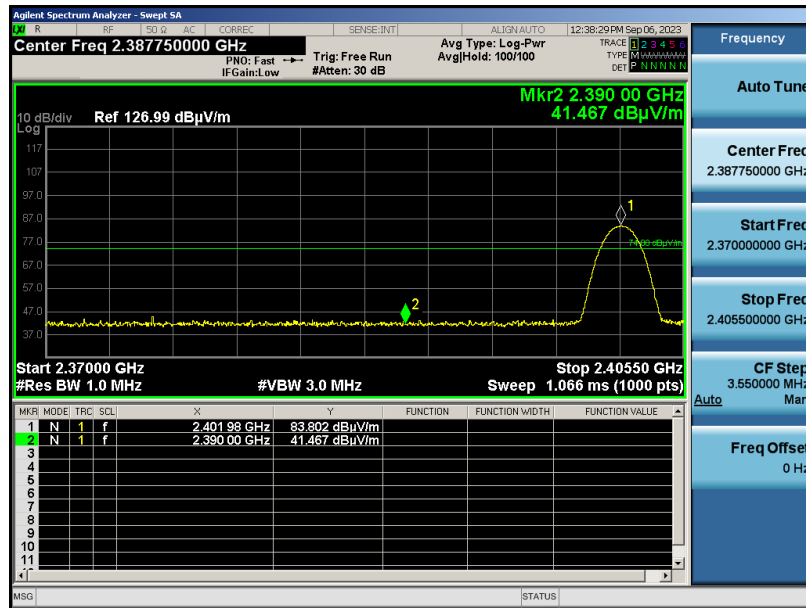 Agilent Spectrum Analyzer - Swept SA
LXI R RF 50 Ω AC CORREC SENSE:INT ALIGN AUTO 12:38:29 PM Sep 06, 2023
Center Freq 2.387750000 GHz
PNO: Fast
IFGain:Low
Trig: Free Run
#Atten: 30 dB
Avg Type: Log-Pwr
Avg|Hold: 100/100
TRACE 1 2 3 4 5 6
TYPE M WWWWW
DET P N N N N N
Mkr2 2.390 00 GHz
41.467 dBµV/m
10 dB/div
Log
Ref 126.99 dBµV/m
117
107
97.0
87.0
77.0
67.0
57.0
47.0
37.0
1
2
74.00 dBµV/m
Start 2.37000 GHz Stop 2.40550 GHz
#Res BW 1.0 MHz #VBW 3.0 MHz Sweep 1.066 ms (1000 pts)
MKR MODE TRC SCL X Y FUNCTION FUNCTION WIDTH FUNCTION VALUE
1 N 1 f 2.401 98 GHz 83.802 dBµV/m
2 N 1 f 2.390 00 GHz 41.467 dBµV/m
3
4
5
6
7
8
9
10
11
MSG STATUS
Frequency
Auto Tune
Center Freq
2.387750000 GHz
Start Freq
2.370000000 GHz
Stop Freq
2.405500000 GHz
CF Step
3.550000 MHz
Auto Man
Freq Offset
0 Hz